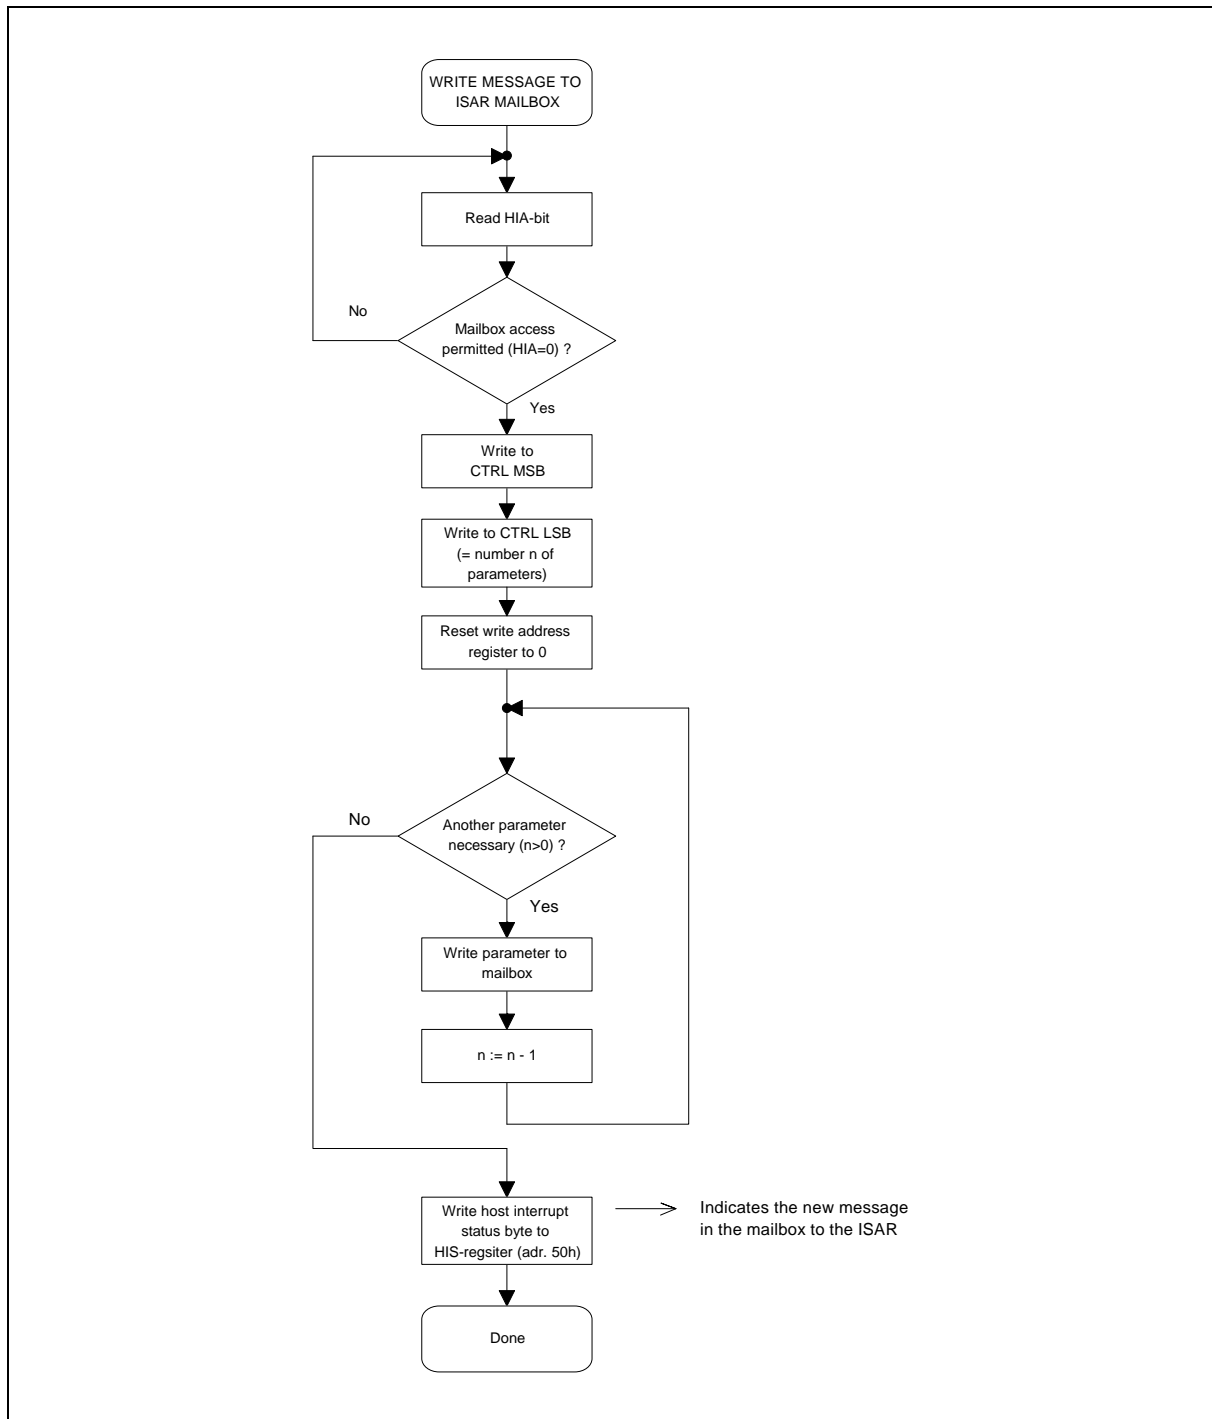 WRITE MESSAGE TO
ISAR MAILBOX
Read HIA-bit
No
Mailbox access
permitted (HIA=0) ?
Yes
Write to
CTRL MSB
Write to CTRL LSB
(= number n of
parameters)
Reset write address
register to 0
No
Another parameter
necessary (n>0) ?
Yes
Write parameter to
mailbox
n := n - 1
Write host interrupt
status byte to
HIS-regsiter (adr. 50h)
Indicates the new message
in the mailbox to the ISAR
Done